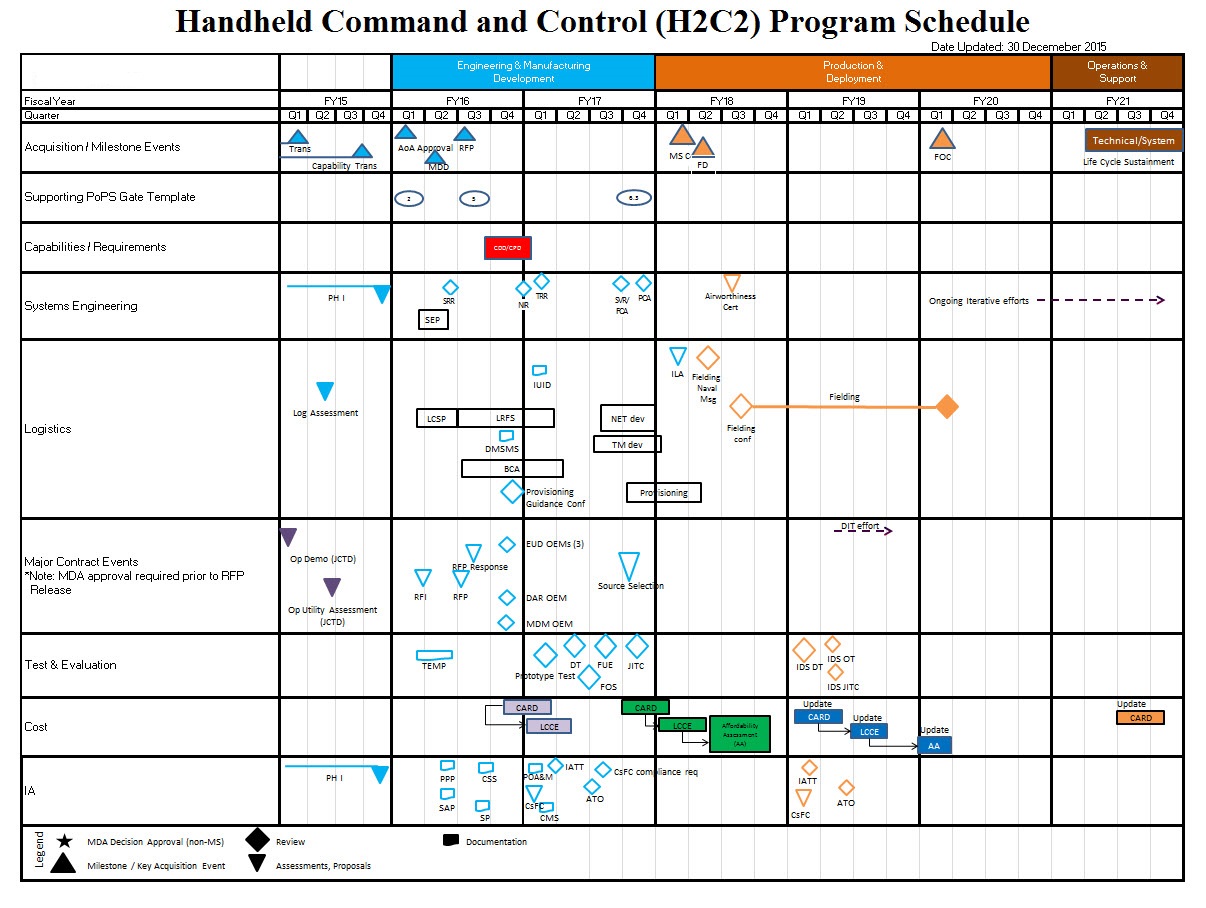 Handheld Command and Control (H2C2) Program Schedule
Date Updated: 30 Decemeber 2015
Engineering & Manufacturing
Development
Production &
Deployment
Operations &
Support
Fiscal Year FY15 FY16 FY17 FY18 FY19 FY20 FY21
Quarter Q1 Q2 Q3 Q4 Q1 Q2 Q3 Q4 Q1 Q2 Q3 Q4 Q1 Q2 Q3 Q4 Q1 Q2 Q3 Q4 Q1 Q2 Q3 Q4 Q1 Q2 Q3 Q4
Acquisition / Milestone Events
Trans
Capability Trans
AoA Approval
RFP
MDD
MS C
FD
FOC
Technical/System
Life Cycle Sustainment
Supporting PoPS Gate Template
2
3
6.3
Capabilities / Requirements
CDD/CPD
Systems Engineering
PH I
SRR
SEP
NR
TRR
SVR/
FCA
PCA
Airworthiness
Cert
Ongoing Iterative efforts
Logistics
Log Assessment
IUID
LCSP
LRFS
DMSMS
BCA
Provisioning
Guidance Conf
NET dev
TM dev
Provisioning
ILA
Fielding
Naval
Msg
Fielding
conf
Fielding
Major Contract Events
*Note: MDA approval required prior to RFP
Release
Op Demo (JCTD)
Op Utility Assessment
(JCTD)
RFI
RFP Response
RFP
EUD OEMs (3)
DAR OEM
MDM OEM
Source Selection
DIT effort
Test & Evaluation
TEMP
Prototype Test
DT
FUE
JITC
FOS
IDS DT
IDS OT
IDS JITC
Cost
CARD
LCCE
CARD
LCCE
Affordability
Assessment
(AA)
Update
CARD
Update
LCCE
Update
AA
Update
CARD
IA
PH I
PPP
SAP
CSS
SP
POA&M
IATT
CsFC
CMS
CsFC compliance req
ATO
IATT
CsFC
ATO
Legend
MDA Decision Approval (non-MS)
Review
Documentation
Milestone / Key Acquisition Event
Assessments, Proposals